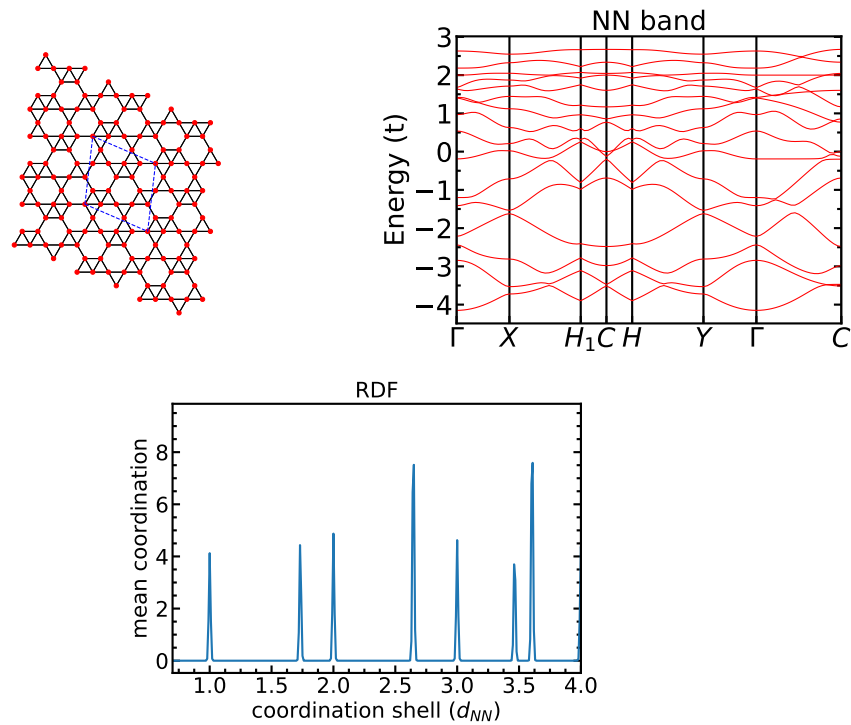 NN band
Energy (t)
3
2
1
0
−1
−2
−3
−4
Γ X H₁ C H Y Γ C
RDF
mean coordination
8
6
4
2
0
1.0 1.5 2.0 2.5 3.0 3.5 4.0
coordination shell (d_NN)